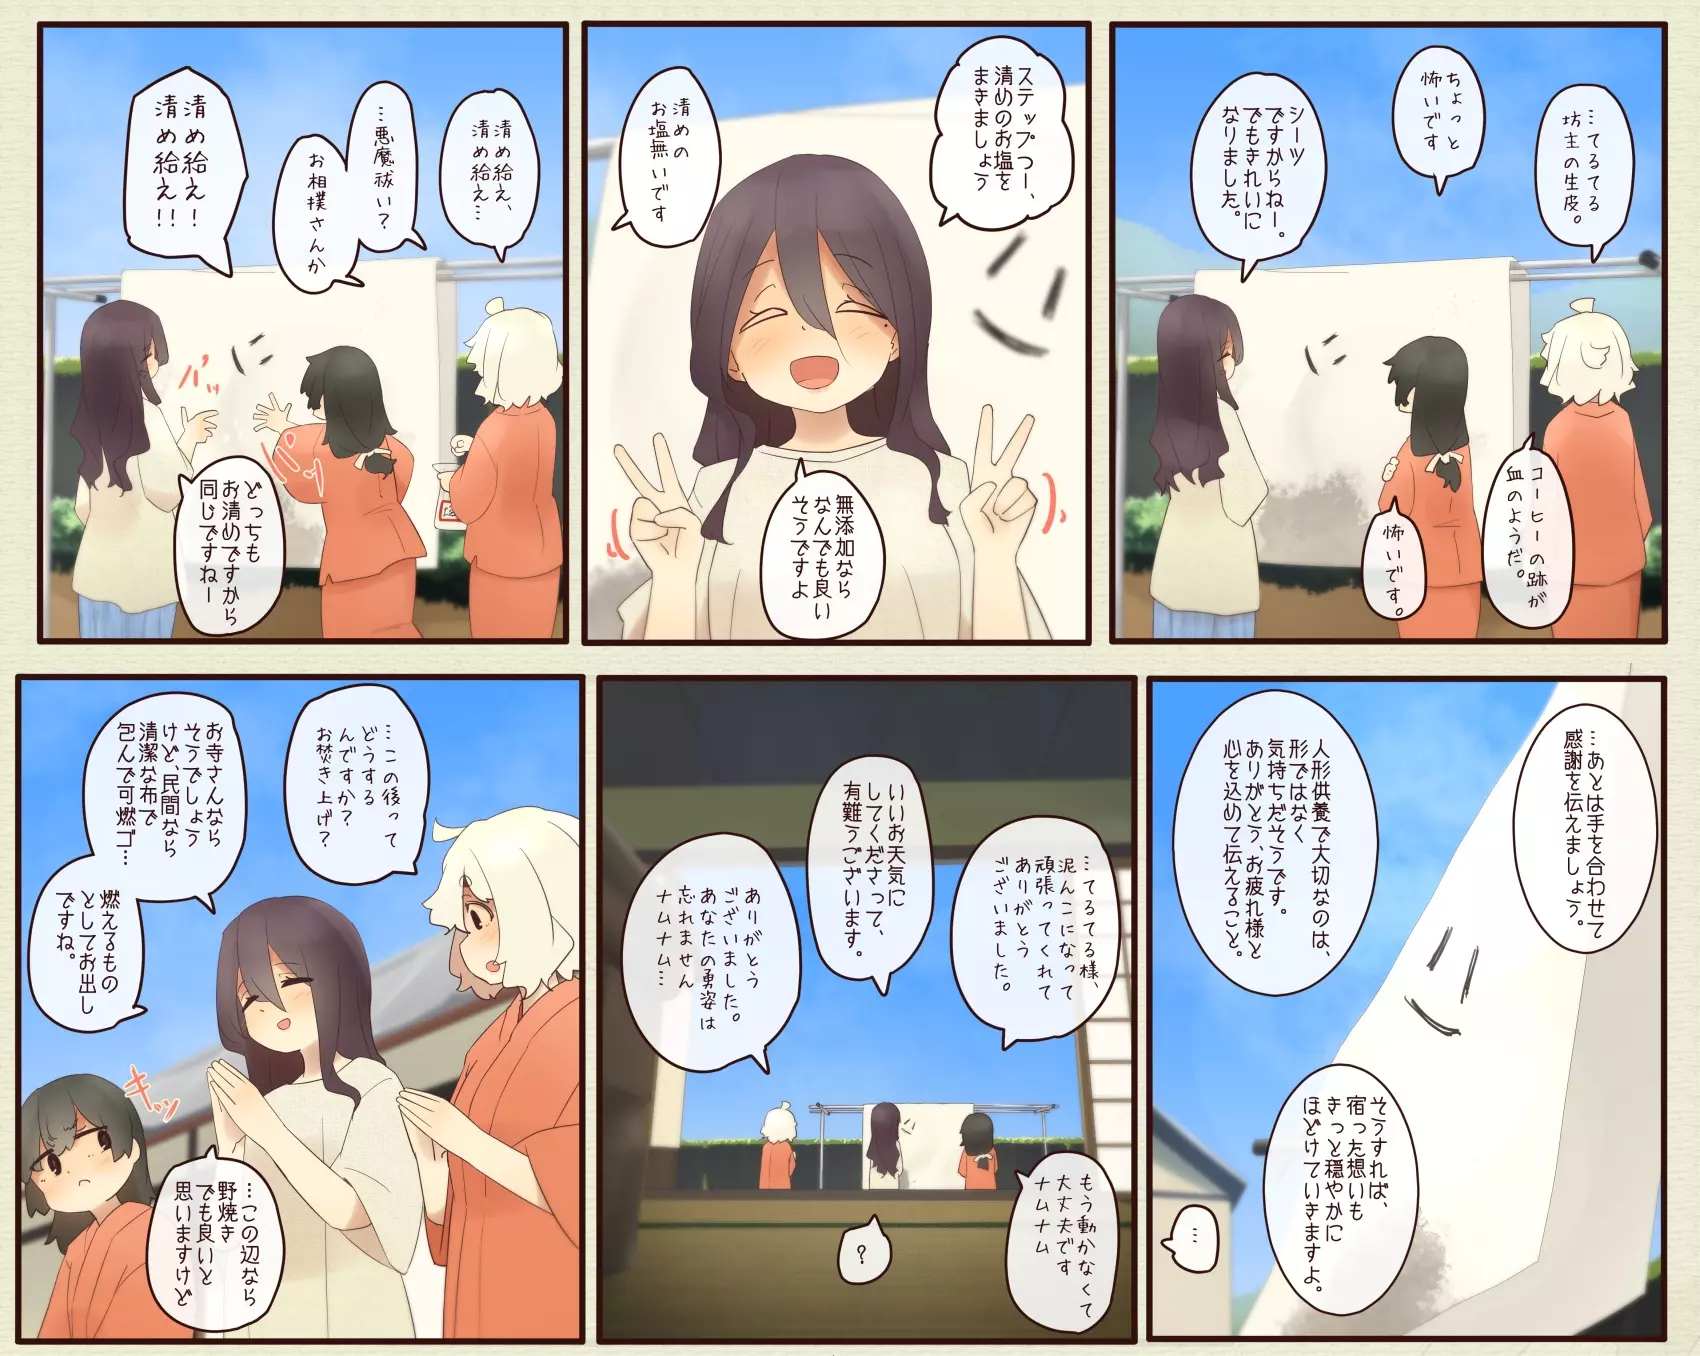 …てるてる
坊主の生皮。
ちょっと
怖いです
シーツ
ですからねー。
でもきれいに
なりました。
コーヒーの跡が
血のようだ。
怖いです。
ステップつー、
清めのお塩を
まきましょう
清めの
お塩無いです
無添加なら
なんでも良い
そうですよ
清め給え、
清め給え…
…悪魔祓い?
お相撲さんか
清め給え!
清め給え!!
バッ
バッ
どっちも
お清めですから
同じですねー
…あとは手を合わせて
感謝を伝えましょう。
人形供養で大切なのは、
形ではなく
気持ちだそうです。
ありがとう、お疲れ様と
心を込めて伝えること。
そうすれば、
宿った想いも
きっと穏やかに
ほどけていきますよ。
…
…てるてる様、
泥んこになって
頑張ってくれて
ありがとう
ございました。
いいお天気に
してくださって、
有難うございます。
ありがとう
ございました。
あなたの勇姿は
忘れません
ナムナム…
もう動かなくて
大丈夫です
ナムナム
?
…この後って
どうする
んですか?
お焚き上げ?
お寺さんなら
そうでしょう
けど、民間なら
清潔な布で
包んで可燃ゴ…
燃えるもの
としてお出し
ですね。
キッ
…この辺なら
野焼き
でも良いと
思いますけど